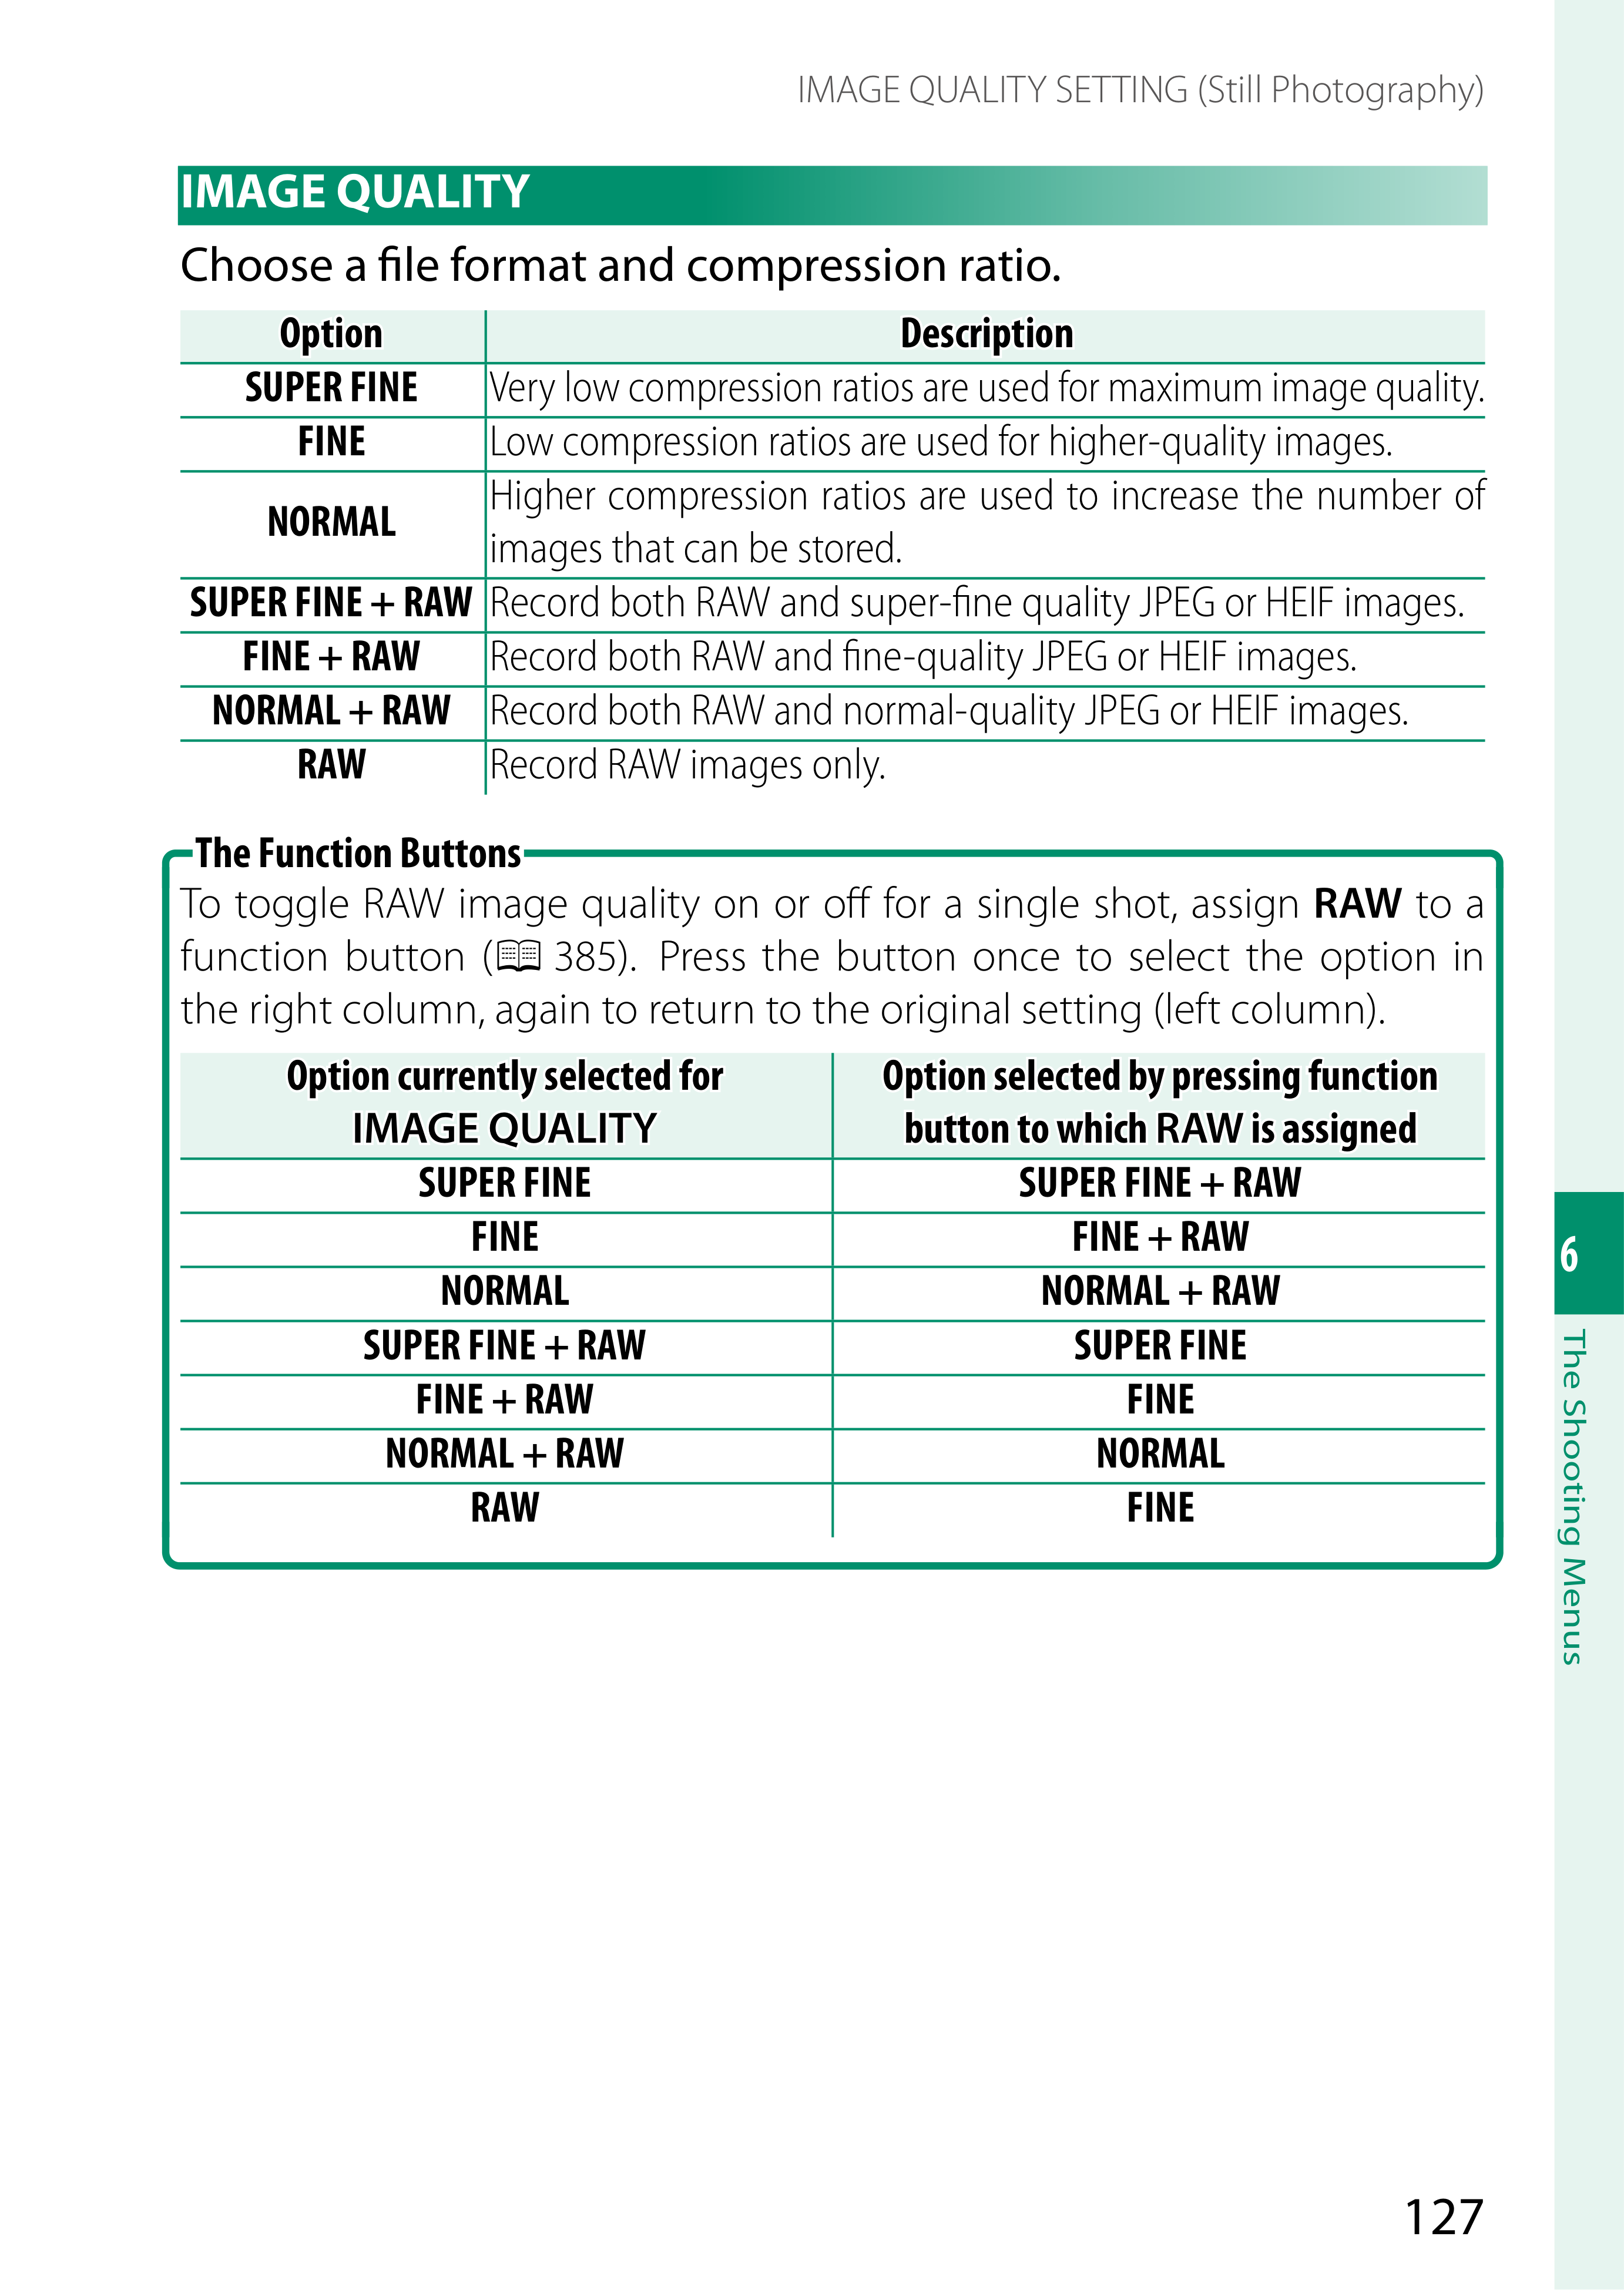 IMAGE QUALITY SETTING (Still Photography)
IMAGE QUALITY
Choose a file format and compression ratio.
Option Description
SUPER FINE Very low compression ratios are used for maximum image quality.
FINE Low compression ratios are used for higher-quality images.
NORMAL Higher compression ratios are used to increase the number of
images that can be stored.
SUPER FINE + RAW Record both RAW and super-fine quality JPEG or HEIF images.
FINE + RAW Record both RAW and fine-quality JPEG or HEIF images.
NORMAL + RAW Record both RAW and normal-quality JPEG or HEIF images.
RAW Record RAW images only.
The Function Buttons
To toggle RAW image quality on or off for a single shot, assign RAW to a
function button (📖 385). Press the button once to select the option in
the right column, again to return to the original setting (left column).
Option currently selected for Option selected by pressing function
IMAGE QUALITY button to which RAW is assigned
SUPER FINE SUPER FINE + RAW
FINE FINE + RAW
NORMAL NORMAL + RAW
SUPER FINE + RAW SUPER FINE
FINE + RAW FINE
NORMAL + RAW NORMAL
RAW FINE
6
The Shooting Menus
127